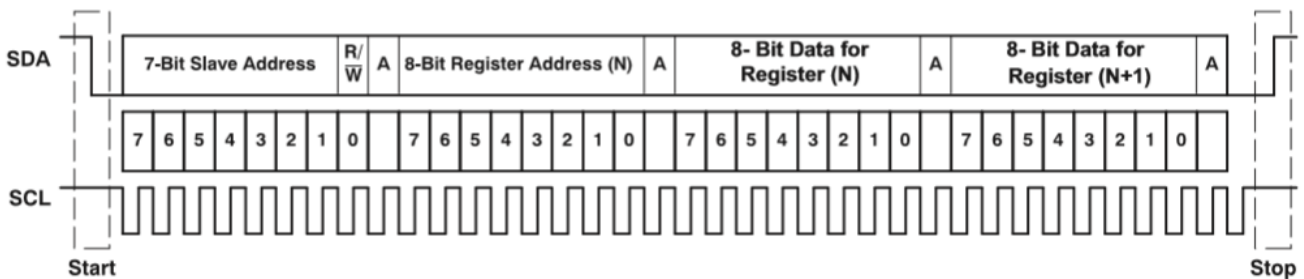 SDA
7-Bit Slave Address R/W̅ A 8-Bit Register Address (N) A 8- Bit Data for Register (N) A 8- Bit Data for Register (N+1) A
7 6 5 4 3 2 1 0 7 6 5 4 3 2 1 0 7 6 5 4 3 2 1 0 7 6 5 4 3 2 1 0
SCL
Start Stop